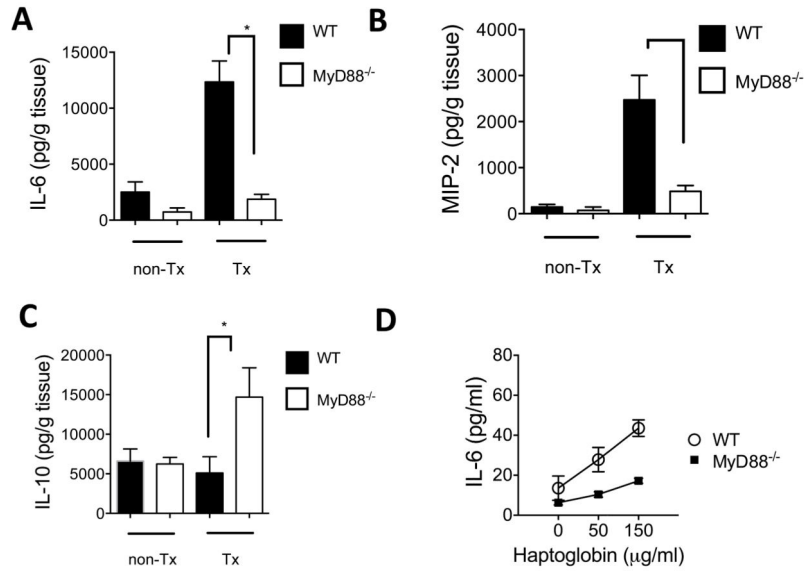 A
IL-6 (pg/g tissue)
15000
10000
5000
0
non-Tx
Tx
*
WT
MyD88-/-
B
MIP-2 (pg/g tissue)
4000
3000
2000
1000
0
non-Tx
Tx
WT
MyD88-/-
C
IL-10 (pg/g tissue)
20000
15000
10000
5000
0
non-Tx
Tx
*
WT
MyD88-/-
D
IL-6 (pg/ml)
80
60
40
20
0
0 50 150
Haptoglobin (μg/ml)
WT
MyD88-/-